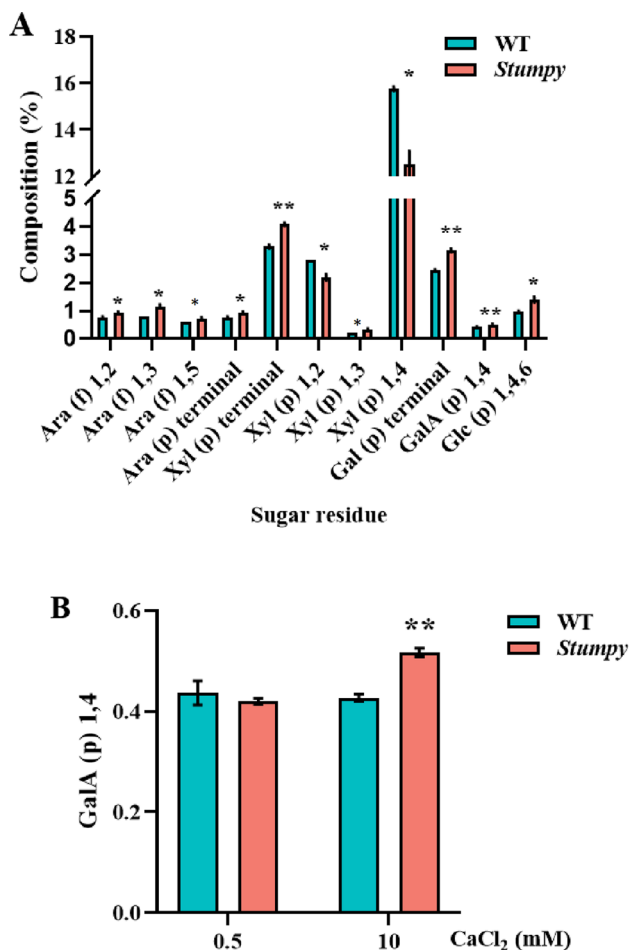 A
WT
Stumpy
Composition (%)
18
16
14
12
5
4
3
2
1
0
*
*
*
*
**
*
*
*
**
**
*
Ara (f) 1,2
Ara (f) 1,3
Ara (f) 1,5
Ara (p) terminal
Xyl (p) terminal
Xyl (p) 1,2
Xyl (p) 1,3
Xyl (p) 1,4
Gal (p) terminal
GalA (p) 1,4
Glc (p) 1,4,6
Sugar residue
B
WT
Stumpy
GalA (p) 1,4
0.6
0.4
0.2
0.0
**
0.5
10
CaCl₂ (mM)